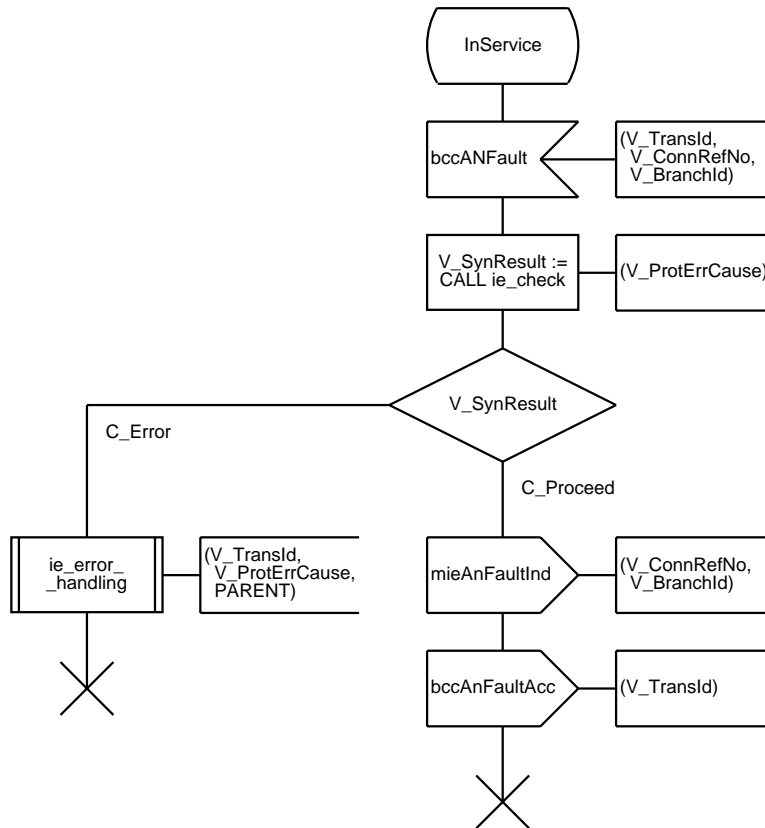 InService
bccANFault
(V_TransId,
V_ConnRefNo,
V_BranchId)
V_SynResult :=
CALL ie_check
(V_ProtErrCause)
V_SynResult
C_Error
C_Proceed
ie_error_
_handling
(V_TransId,
V_ProtErrCause,
PARENT)
mieAnFaultInd
(V_ConnRefNo,
V_BranchId)
bccAnFaultAcc
(V_TransId)